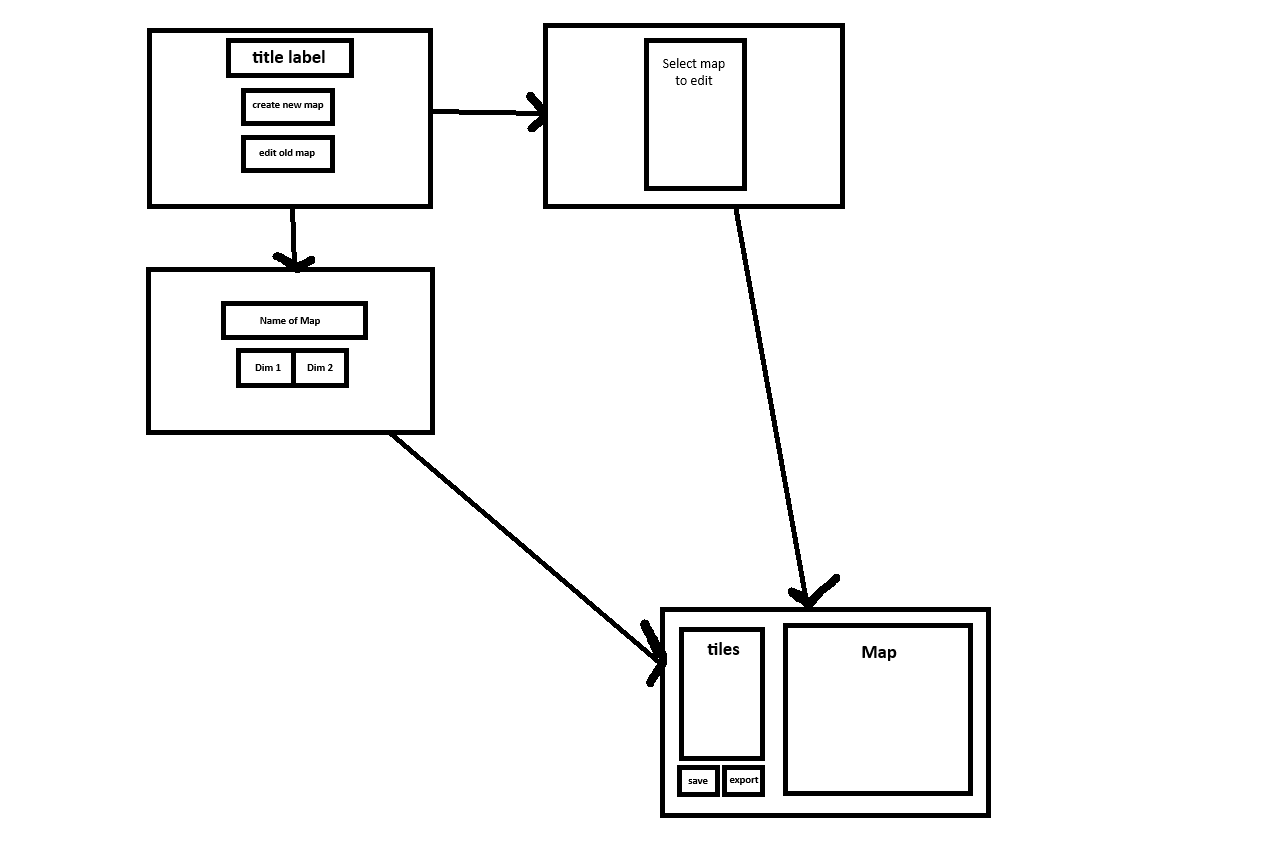 title label
create new map
edit old map
Select map
to edit
Name of Map
Dim 1
Dim 2
tiles
Map
save
export